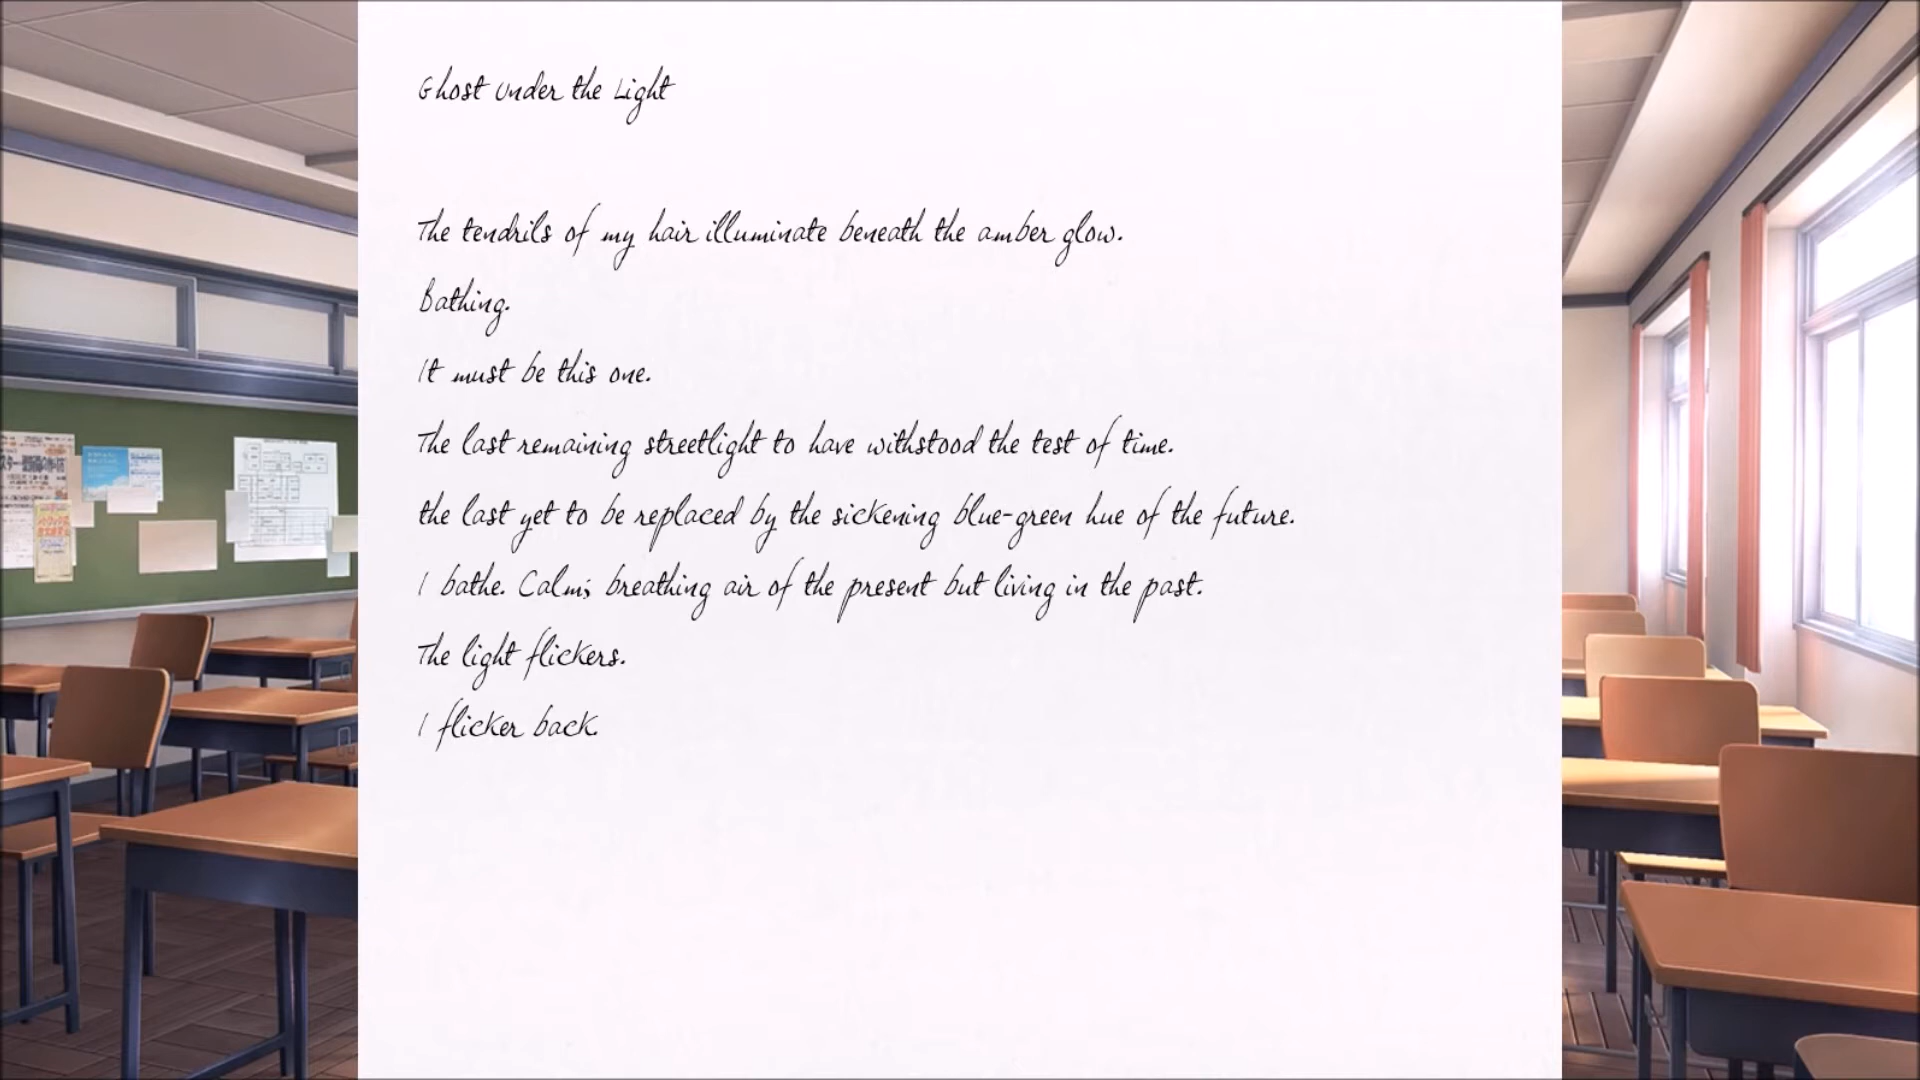 Ghost Under the Light
The tendrils of my hair illuminate beneath the amber glow.
Bathing.
It must be this one.
The last remaining streetlight to have withstood the test of time.
the last yet to be replaced by the sickening blue-green hue of the future.
I bathe. Calm; breathing air of the present but living in the past.
The light flickers.
I flicker back.